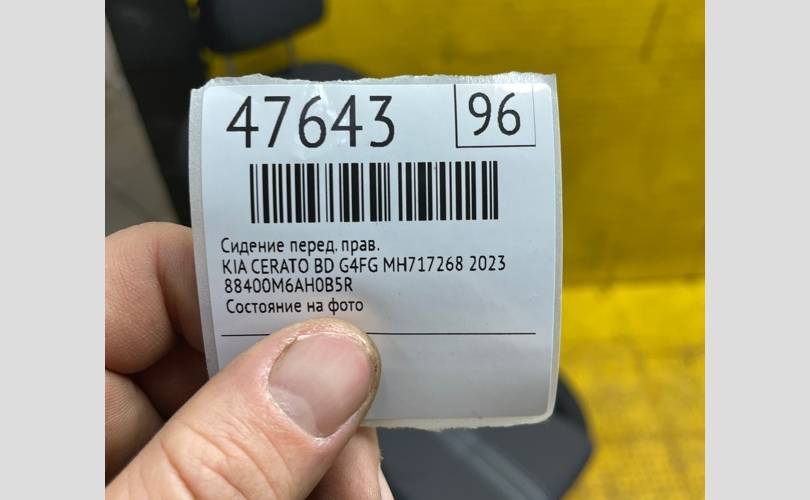 47643 96
Сидение перед. прав.
KIA CERATO BD G4FG MH717268 2023
88400M6AH0B5R
Состояние на фото